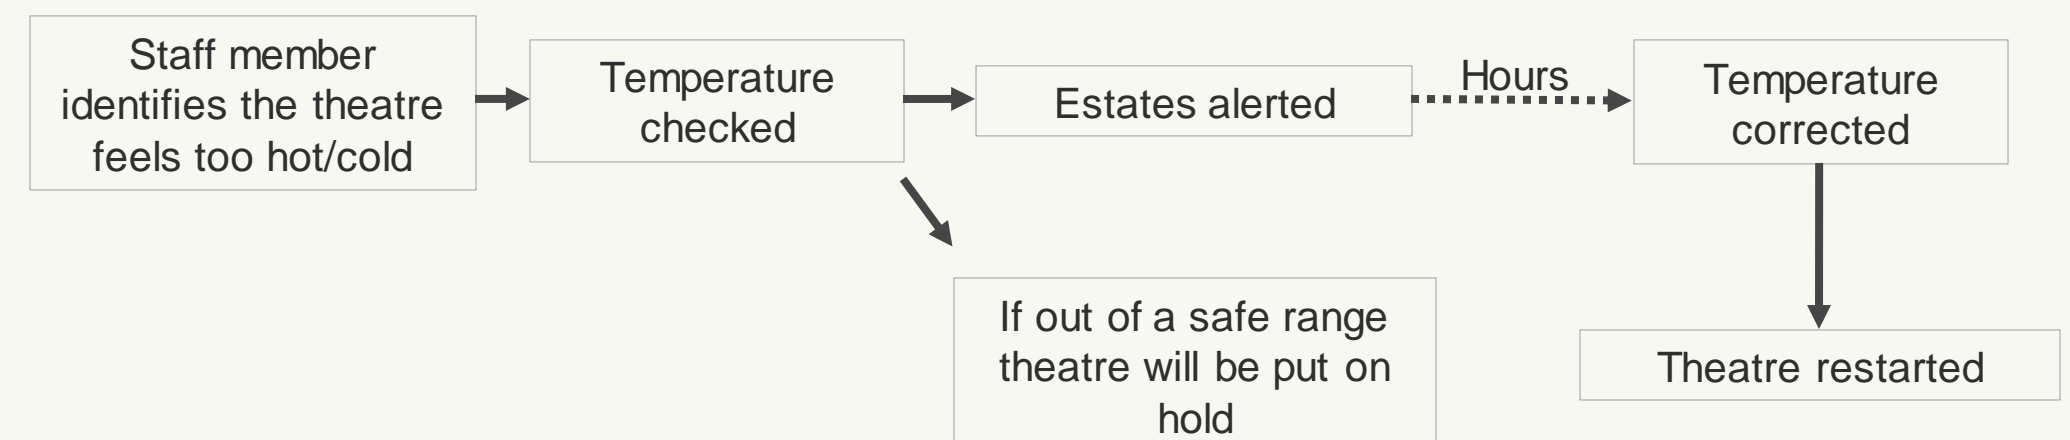 Staff member
identifies the theatre
feels too hot/cold
Temperature
checked
Estates alerted
Hours
Temperature
corrected
If out of a safe range
theatre will be put on
hold
Theatre restarted